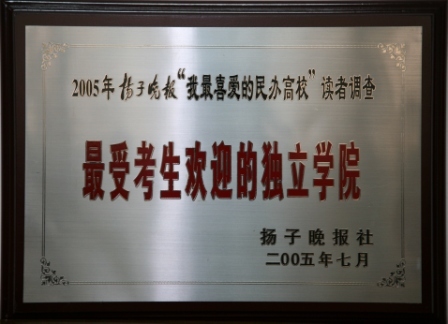 2005年扬子晚报“我最喜爱的民办高校”读者调查
最受考生欢迎的独立学院
扬子晚报社
二00五年七月